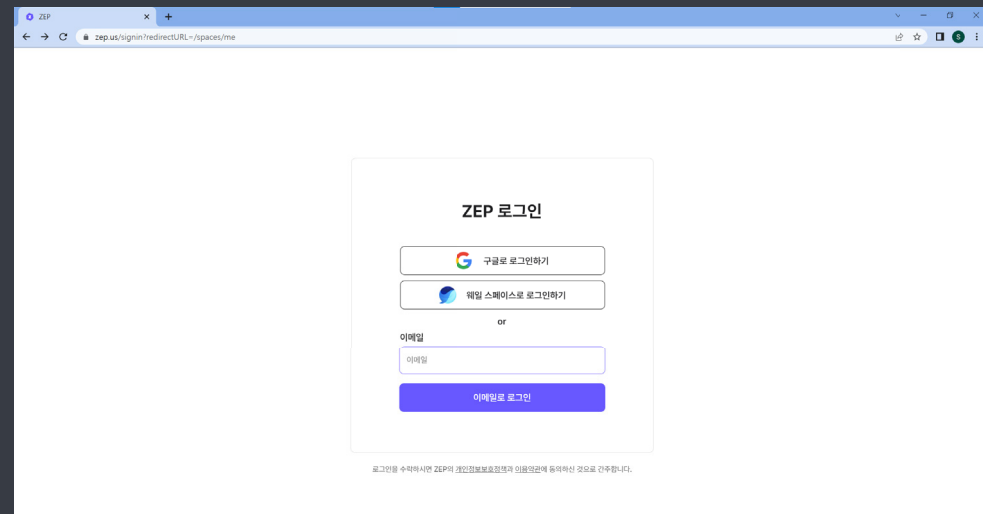 ZEP
zep.us/signin?redirectURL=/spaces/me
S
ZEP 로그인
구글로 로그인하기
웨일 스페이스로 로그인하기
or
이메일
이메일
이메일로 로그인
로그인을 수락하시면 ZEP의 개인정보보호정책과 이용약관에 동의하신 것으로 간주합니다.